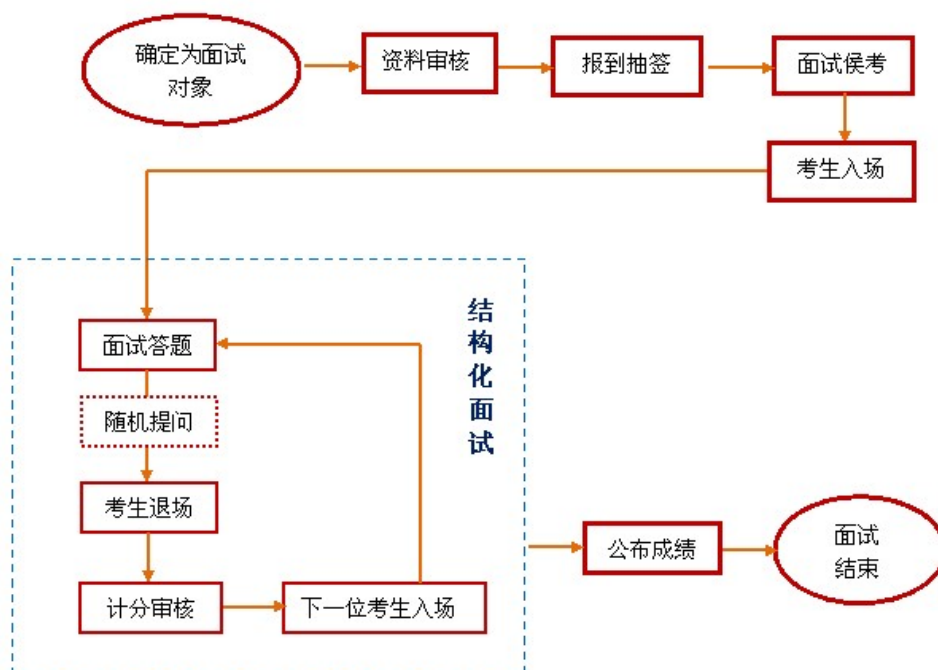 确定为面试
对象
资料审核
报到抽签
面试侯考
考生入场
结构化面试
面试答题
随机提问
考生退场
计分审核
下一位考生入场
公布成绩
面试
结束